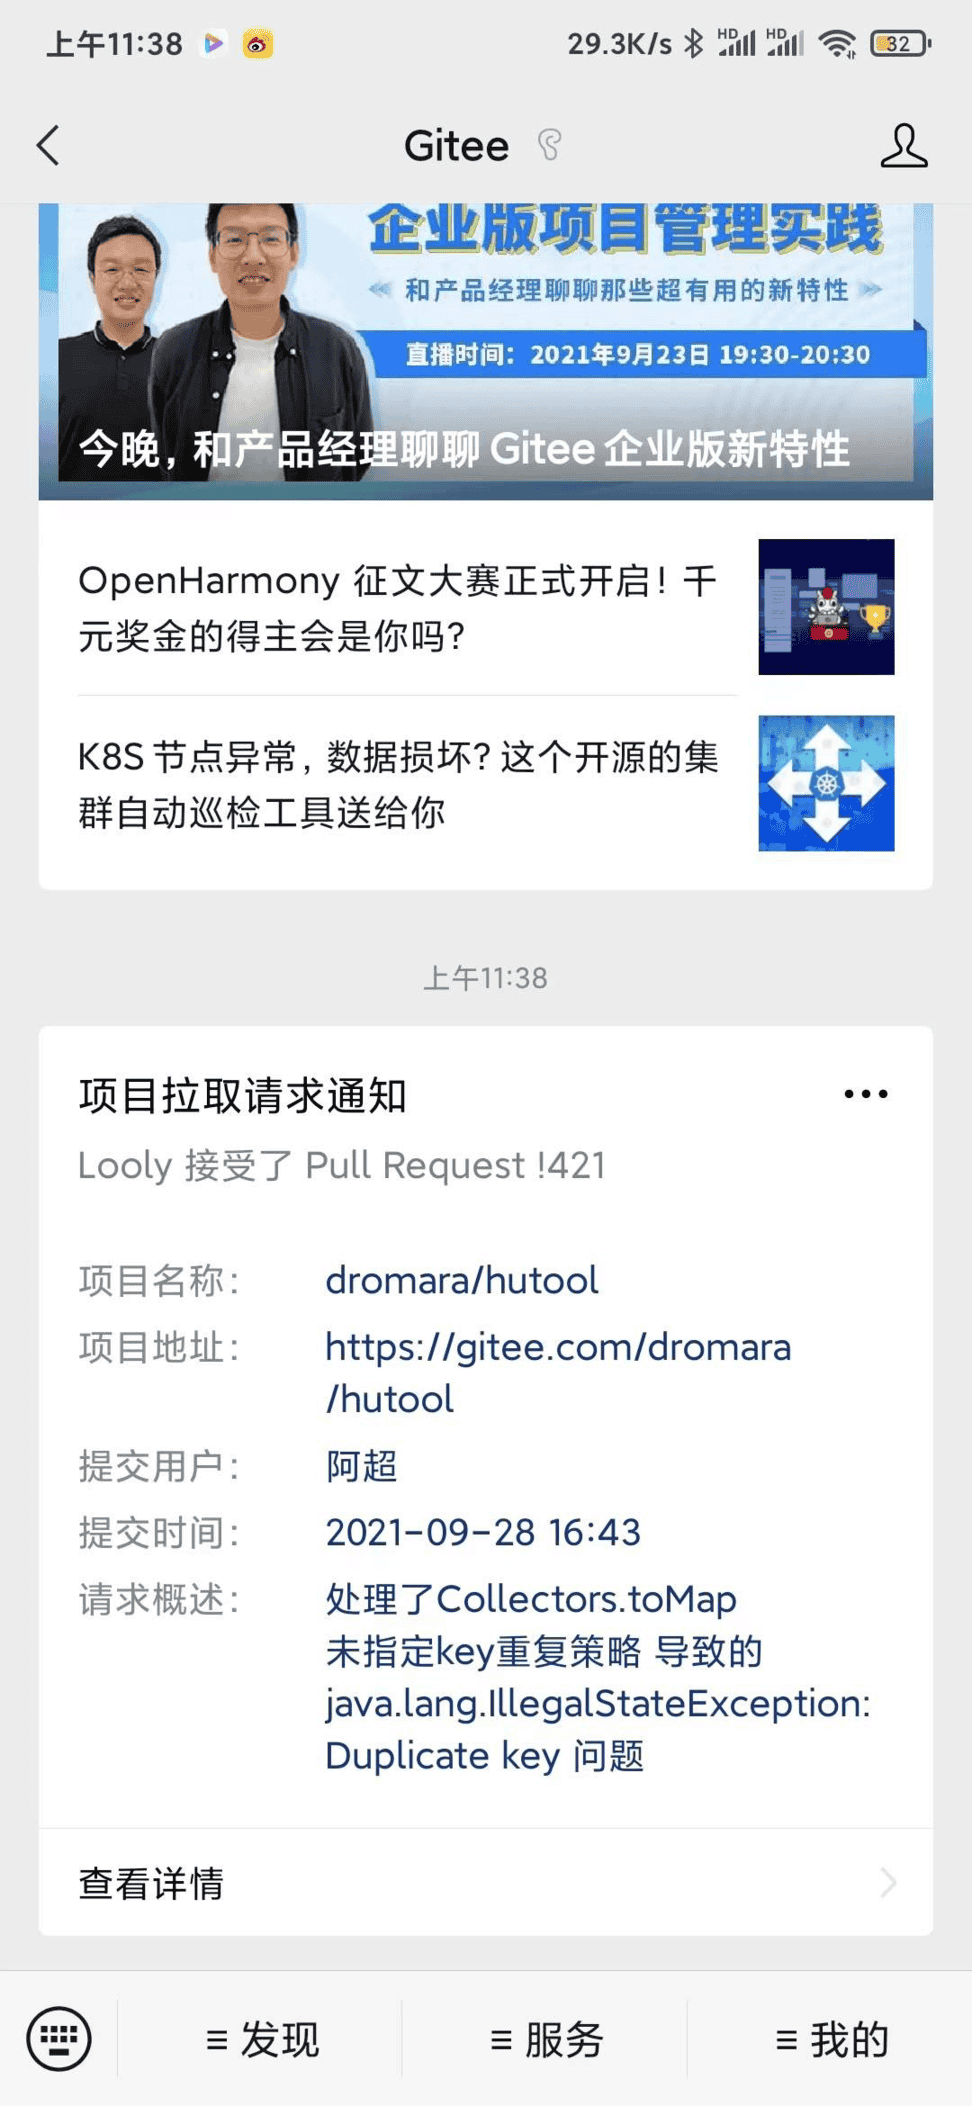 上午11:38
29.3K/s HD HD 32
Gitee
企业版项目管理实践
和产品经理聊聊那些超有用的新特性
直播时间：2021年9月23日 19:30-20:30
今晚，和产品经理聊聊 Gitee 企业版新特性
OpenHarmony 征文大赛正式开启！千
元奖金的得主会是你吗？
K8S 节点异常，数据损坏？这个开源的集
群自动巡检工具送给你
上午11:38
项目拉取请求通知
Looly 接受了 Pull Request !421
项目名称： dromara/hutool
项目地址： https://gitee.com/dromara
/hutool
提交用户： 阿超
提交时间： 2021-09-28 16:43
请求概述： 处理了Collectors.toMap
未指定key重复策略 导致的
java.lang.IllegalStateException:
Duplicate key 问题
查看详情
发现 服务 我的